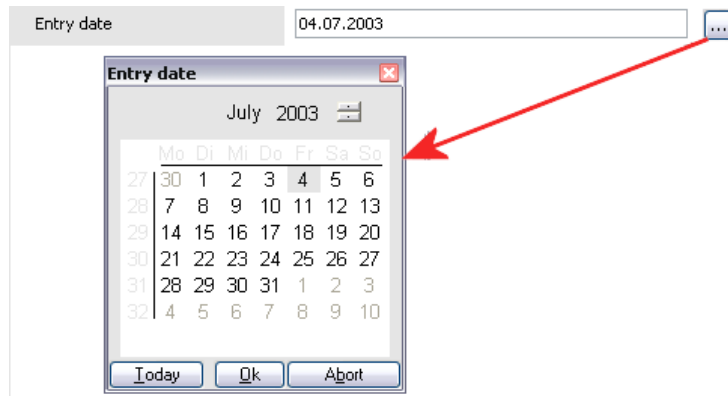 Entry date 04.07.2003 ...
Entry date
July 2003
Mo Di Mi Do Fr Sa So
27 30 1 2 3 4 5 6
28 7 8 9 10 11 12 13
29 14 15 16 17 18 19 20
30 21 22 23 24 25 26 27
31 28 29 30 31 1 2 3
32 4 5 6 7 8 9 10
Today Ok Abort